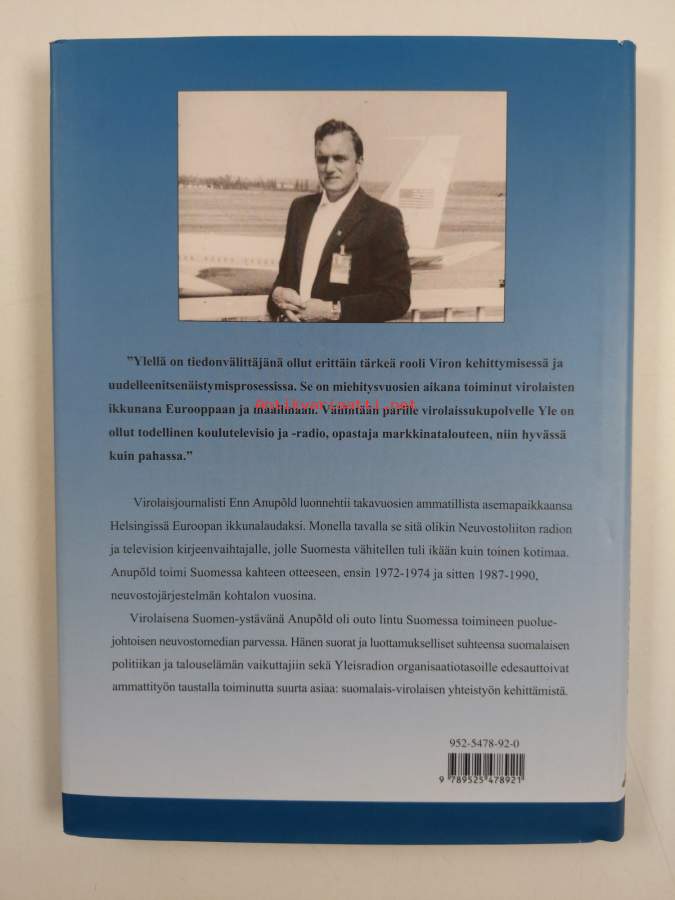 ”Ylellä on tiedonvälittäjänä ollut erittäin tärkeä rooli Viron kehittymisessä ja
uudelleenitsenäistymisprosessissa. Se on miehitysvuosien aikana toiminut virolaisten
ikkunana Eurooppaan ja maailmaan. Vähintään parille virolaissukupolvelle Yle on
Antikvariaatti.net
ollut todellinen koulutelevisio ja -radio, opastaja markkinatalouteen, niin hyvässä
kuin pahassa.”
Virolaisjournalisti Enn Anupõld luonnehtii takavuosien ammatillista asemapaikkaansa
Helsingissä Euroopan ikkunalaudaksi. Monella tavalla se sitä olikin Neuvostoliiton radion
ja television kirjeenvaihtajalle, jolle Suomesta vähitellen tuli ikään kuin toinen kotimaa.
Anupõld toimi Suomessa kahteen otteeseen, ensin 1972-1974 ja sitten 1987-1990,
neuvostojärjestelmän kohtalon vuosina.
Virolaisena Suomen-ystävänä Anupõld oli outo lintu Suomessa toimineen puolue-
johtoisen neuvostomedian parvessa. Hänen suorat ja luottamukselliset suhteensa suomalaisen
politiikan ja talouselämän vaikuttajiin sekä Yleisradion organisaatiotasoille edesauttoivat
ammattityön taustalla toiminutta suurta asiaa: suomalais-virolaisen yhteistyön kehittämistä.
952-5478-92-0
9 789525 478921